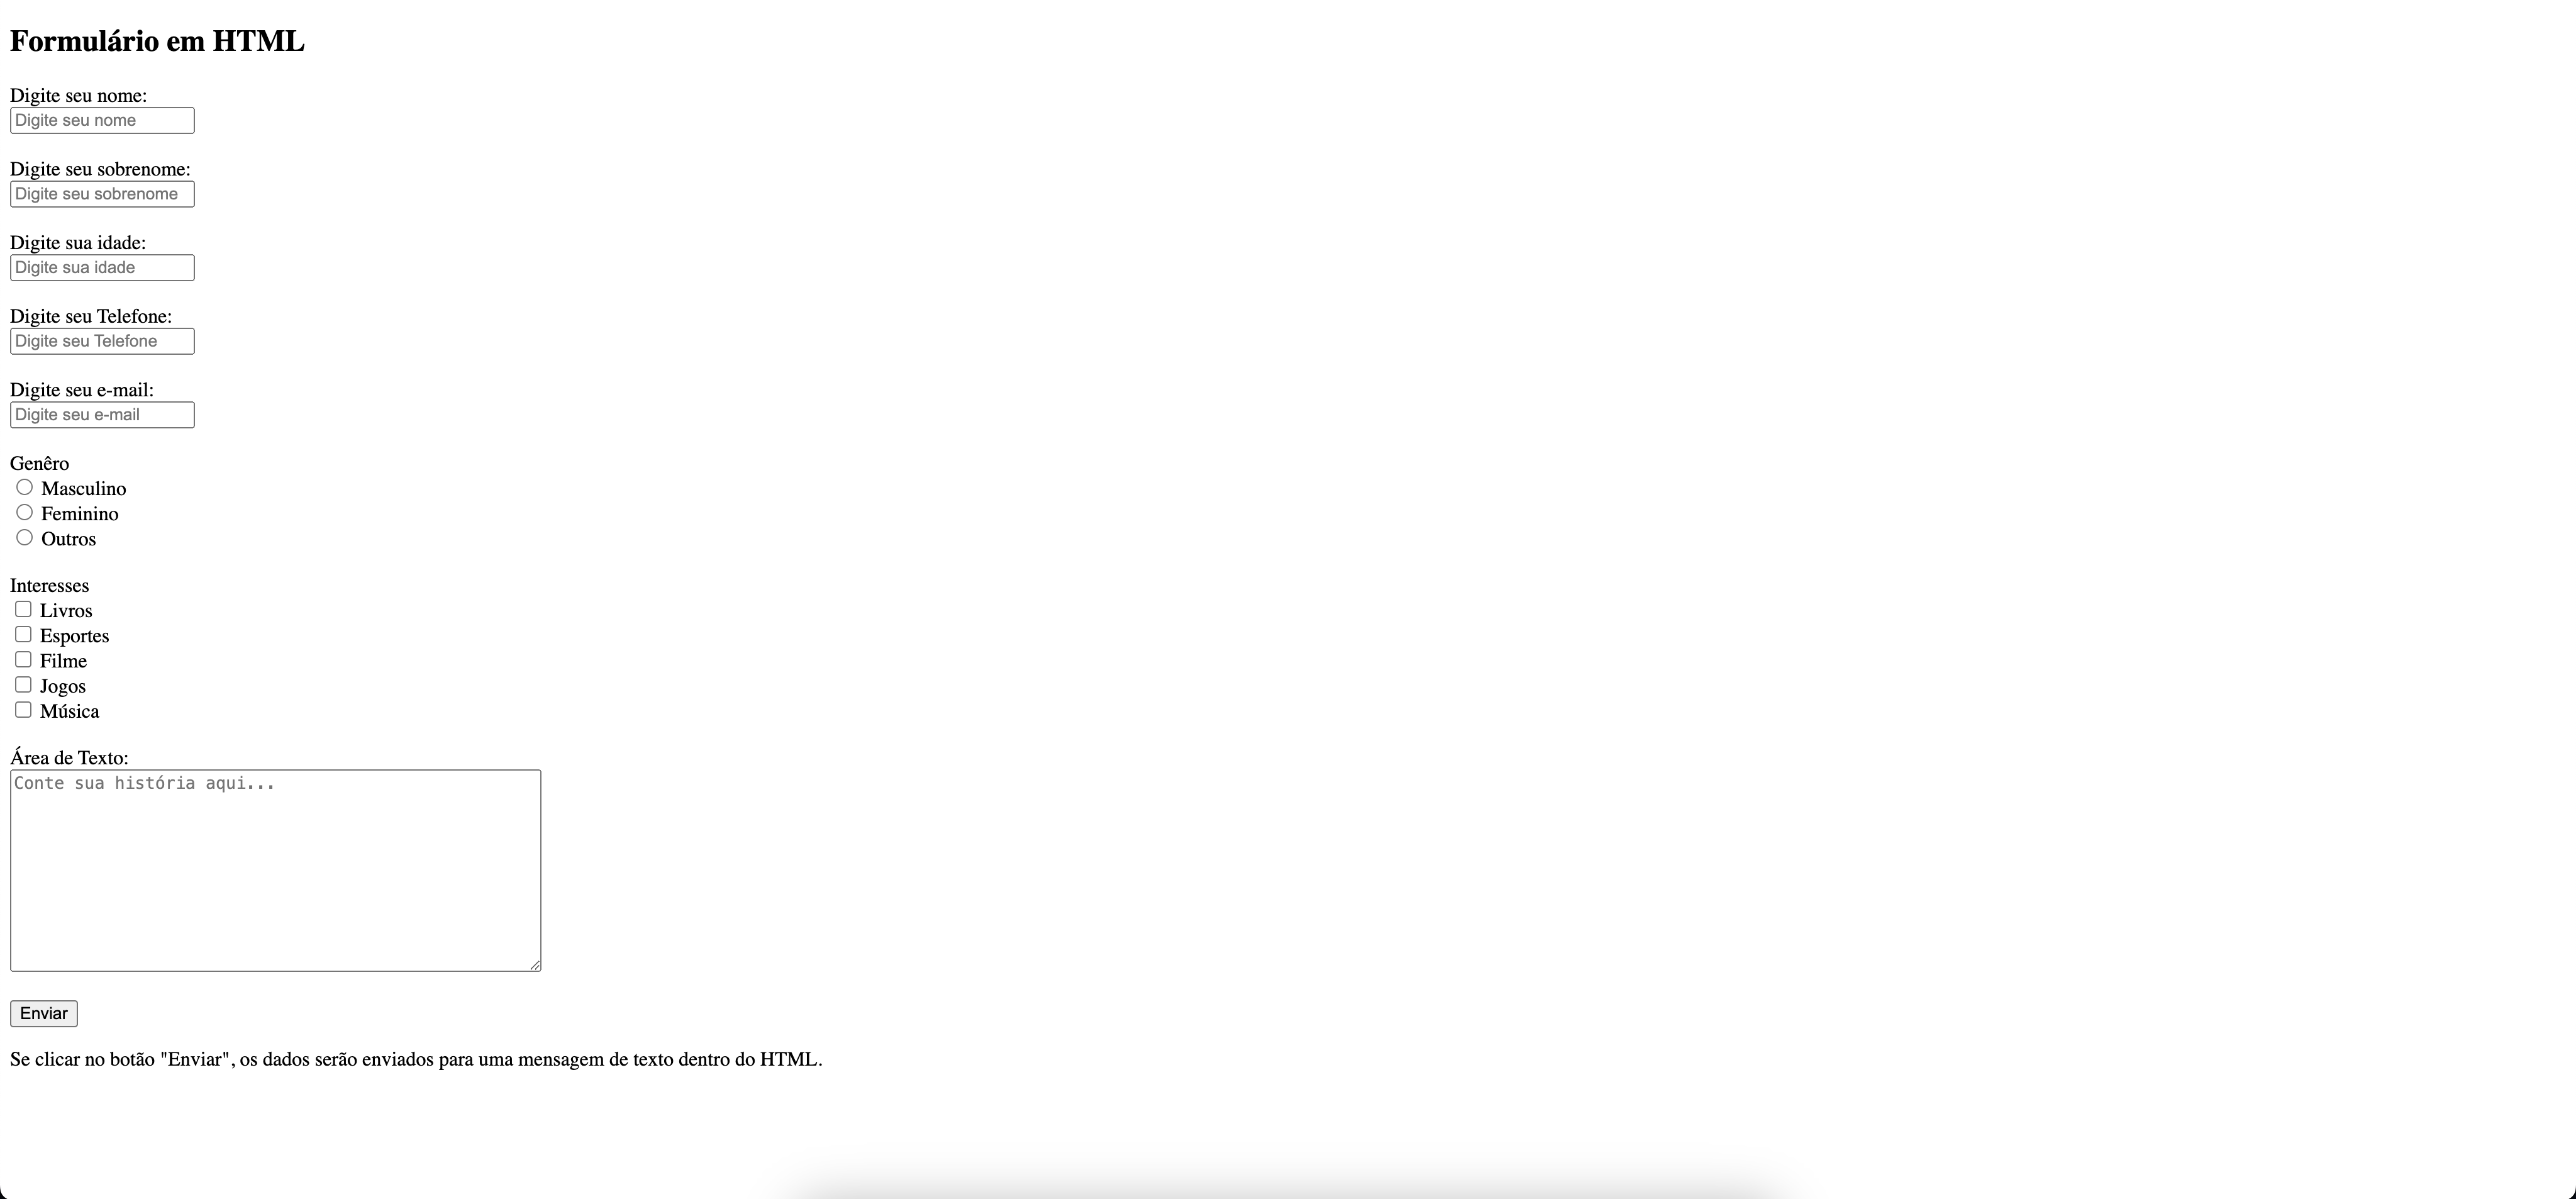 Formulário em HTML
Digite seu nome:
Digite seu nome
Digite seu sobrenome:
Digite seu sobrenome
Digite sua idade:
Digite sua idade
Digite seu Telefone:
Digite seu Telefone
Digite seu e-mail:
Digite seu e-mail
Genêro
Masculino
Feminino
Outros
Interesses
Livros
Esportes
Filme
Jogos
Música
Área de Texto:
Conte sua história aqui...
Enviar
Se clicar no botão "Enviar", os dados serão enviados para uma mensagem de texto dentro do HTML.